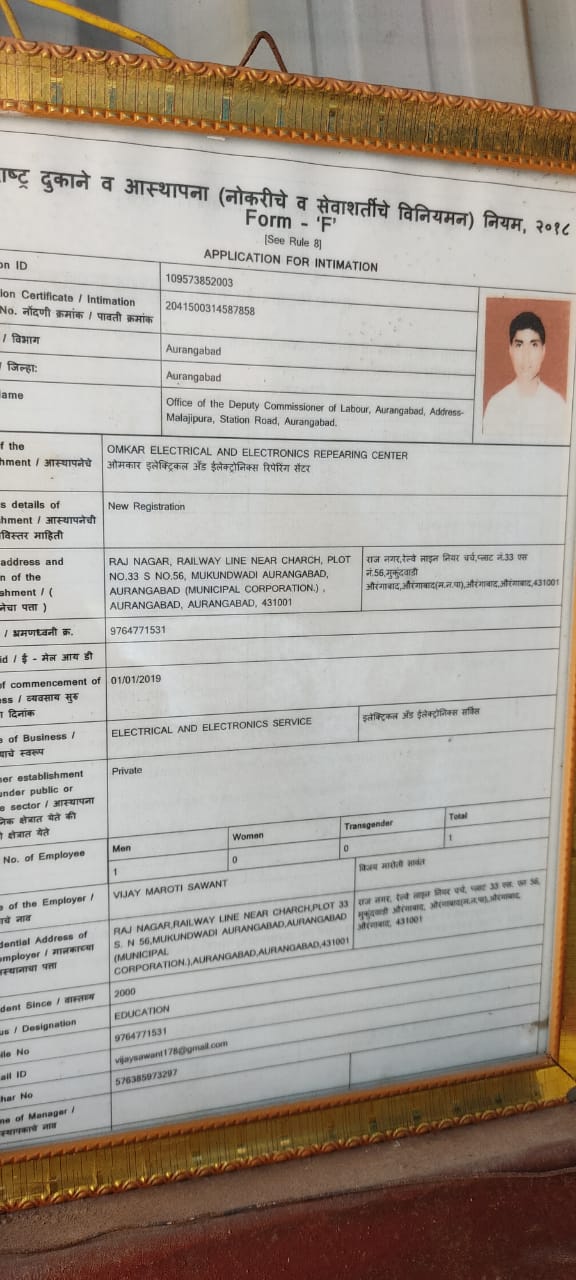 दुकाने व आस्थापना (नोकरीचे व सेवाशर्तीचे विनियमन) नियम, २०१८
Form - 'F'
[See Rule 8]
APPLICATION FOR INTIMATION
on ID
109573852003
ion Certificate / Intimation
No. नोंदणी क्रमांक / पावती क्रमांक
2041500314587858
/ विभाग
Aurangabad
/ जिल्हा:
Aurangabad
ame
Office of the Deputy Commissioner of Labour, Aurangabad, Address-
Malajipura, Station Road, Aurangabad.
f the
hment / आस्थापनेचे
OMKAR ELECTRICAL AND ELECTRONICS REPEARING CENTER
ओमकार इलेक्ट्रिकल अँड ईलेक्ट्रोनिक्स रिपेरिंग सेंटर
s details of
hment / आस्थापनेची
विस्तर माहिती
New Registration
address and
n of the
shment / (
नेचा पत्ता )
RAJ NAGAR, RAILWAY LINE NEAR CHARCH, PLOT
NO.33 S NO.56, MUKUNDWADI AURANGABAD,
AURANGABAD (MUNICIPAL CORPORATION.) ,
AURANGABAD, AURANGABAD, 431001
राज नगर,रेल्वे लाइन नियर चर्च,प्लाट नं.33 एस
नं.56,मुकुंदवाडी
औरंगाबाद,औरंगाबाद(म.न.पा),औरंगाबाद,औरंगाबाद,431001
/ भ्रमणध्वनी क्र.
9764771531
id / ई - मेल आय डी
of commencement of
ess / व्यवसाय सुरु
दिनांक
01/01/2019
e of Business /
याचे स्वरूप
ELECTRICAL AND ELECTRONICS SERVICE
इलेक्ट्रिकल अँड ईलेक्ट्रोनिक्स सर्विस
her establishment
under public or
e sector / आस्थापना
निक क्षेत्रात येते की
क्षेत्रात येते
Private
No. of Employee
Men
Women
Transgender
Total
1
0
0
1
e of the Employer /
चे नाव
VIJAY MAROTI SAWANT
विजय मारोती सावंत
dential Address of
mployer / मालकाच्या
स्थानाचा पत्ता
RAJ NAGAR,RAILWAY LINE NEAR CHARCH,PLOT 33
S. N 56,MUKUNDWADI AURANGABAD,AURANGABAD
(MUNICIPAL
CORPORATION.),AURANGABAD,AURANGABAD,431001
राज नगर, रेल्वे लाइन नियर चर्च, प्लाट 33 एस. एन 56,
मुकुंदवाडी औरंगाबाद, औरंगाबाद(म.न.पा),औरंगाबाद,
औरंगाबाद, 431001
dent Since / वास्तव्य
2000
us / Designation
EDUCATION
ile No
9764771531
ail ID
vijaysawant178@gmail.com
har No
576385973297
me of Manager /
स्थापकाचे नाव